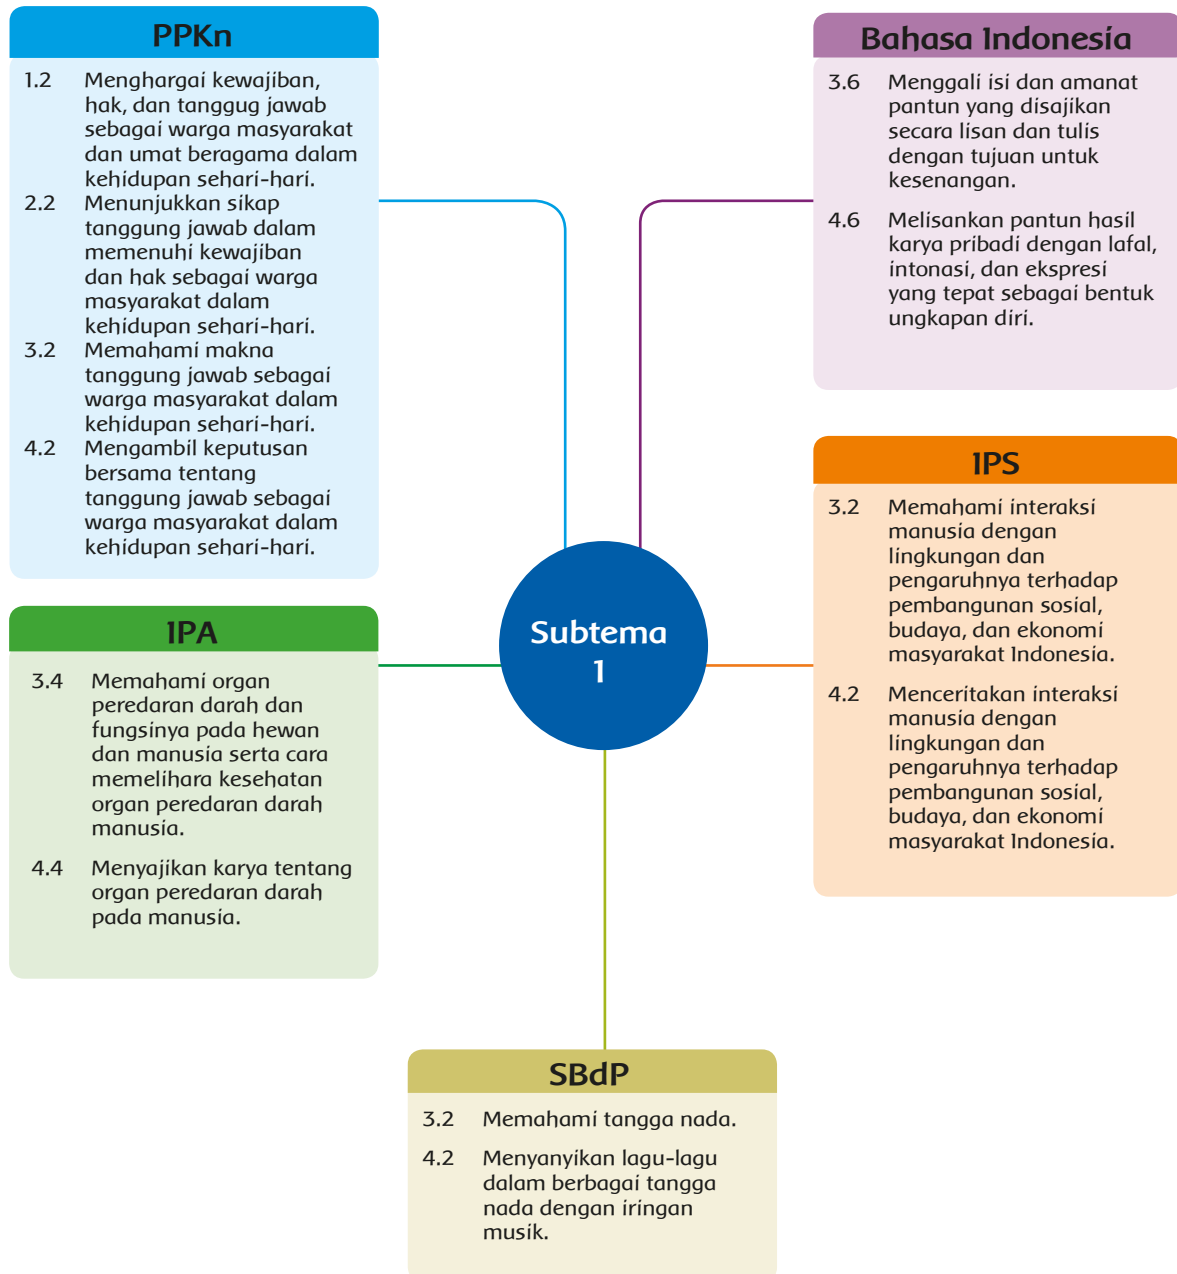 PPKn
1.2 Menghargai kewajiban,
hak, dan tanggug jawab
sebagai warga masyarakat
dan umat beragama dalam
kehidupan sehari-hari.
2.2 Menunjukkan sikap
tanggung jawab dalam
memenuhi kewajiban
dan hak sebagai warga
masyarakat dalam
kehidupan sehari-hari.
3.2 Memahami makna
tanggung jawab sebagai
warga masyarakat dalam
kehidupan sehari-hari.
4.2 Mengambil keputusan
bersama tentang
tanggung jawab sebagai
warga masyarakat dalam
kehidupan sehari-hari.
Bahasa Indonesia
3.6 Menggali isi dan amanat
pantun yang disajikan
secara lisan dan tulis
dengan tujuan untuk
kesenangan.
4.6 Melisankan pantun hasil
karya pribadi dengan lafal,
intonasi, dan ekspresi
yang tepat sebagai bentuk
ungkapan diri.
IPS
3.2 Memahami interaksi
manusia dengan
lingkungan dan
pengaruhnya terhadap
pembangunan sosial,
budaya, dan ekonomi
masyarakat Indonesia.
4.2 Menceritakan interaksi
manusia dengan
lingkungan dan
pengaruhnya terhadap
pembangunan sosial,
budaya, dan ekonomi
masyarakat Indonesia.
Subtema
1
IPA
3.4 Memahami organ
peredaran darah dan
fungsinya pada hewan
dan manusia serta cara
memelihara kesehatan
organ peredaran darah
manusia.
4.4 Menyajikan karya tentang
organ peredaran darah
pada manusia.
SBdP
3.2 Memahami tangga nada.
4.2 Menyanyikan lagu-lagu
dalam berbagai tangga
nada dengan iringan
musik.